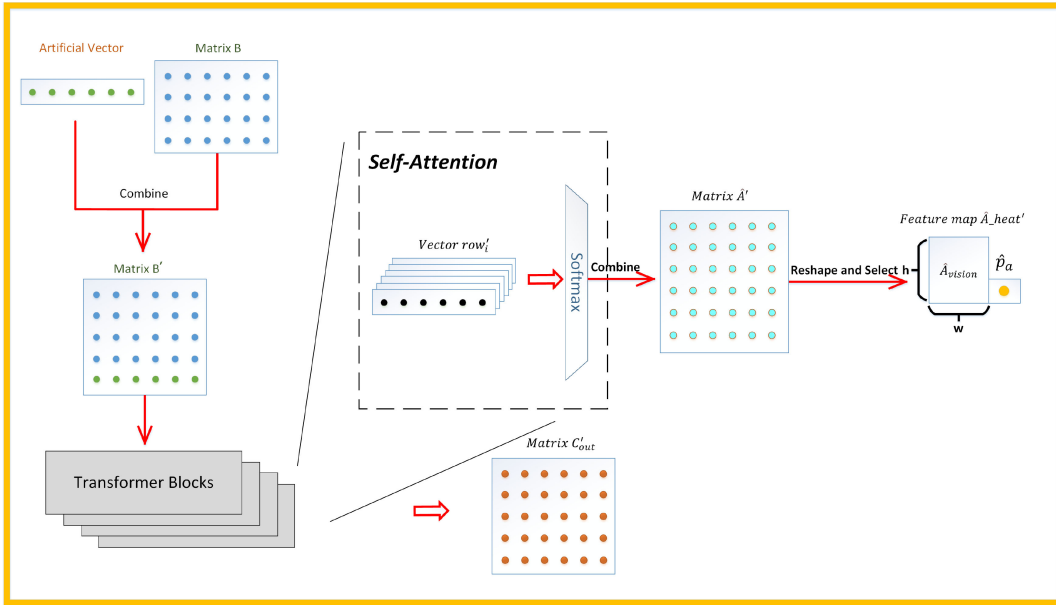 Artificial Vector
Matrix B
Combine
Matrix B′
Transformer Blocks
Self-Attention
Vector row′ᵢ
Softmax
Combine
Matrix Â′
Reshape and Select
Feature map Â_heat′
h
Âᵥᵢₛᵢₒₙ
p̂ₐ
w
Matrix C′ₒᵤₜ